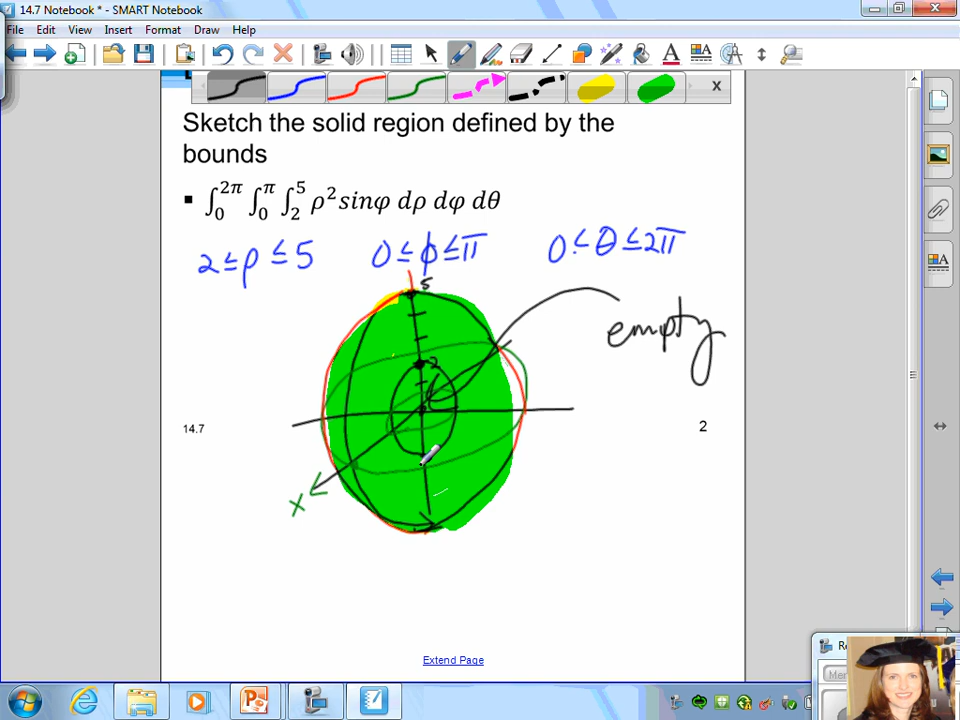 14.7 Notebook * - SMART Notebook
File Edit View Insert Format Draw Help
x
Sketch the solid region defined by the
bounds
▪ ∫₀^2π ∫₀^π ∫₂^5 ρ²sinφ dρ dφ dθ
2 ≤ ρ ≤ 5 0 ≤ ϕ ≤ π 0 ≤ θ ≤ 2π
5
empty
2
14.7
2
x
Extend Page